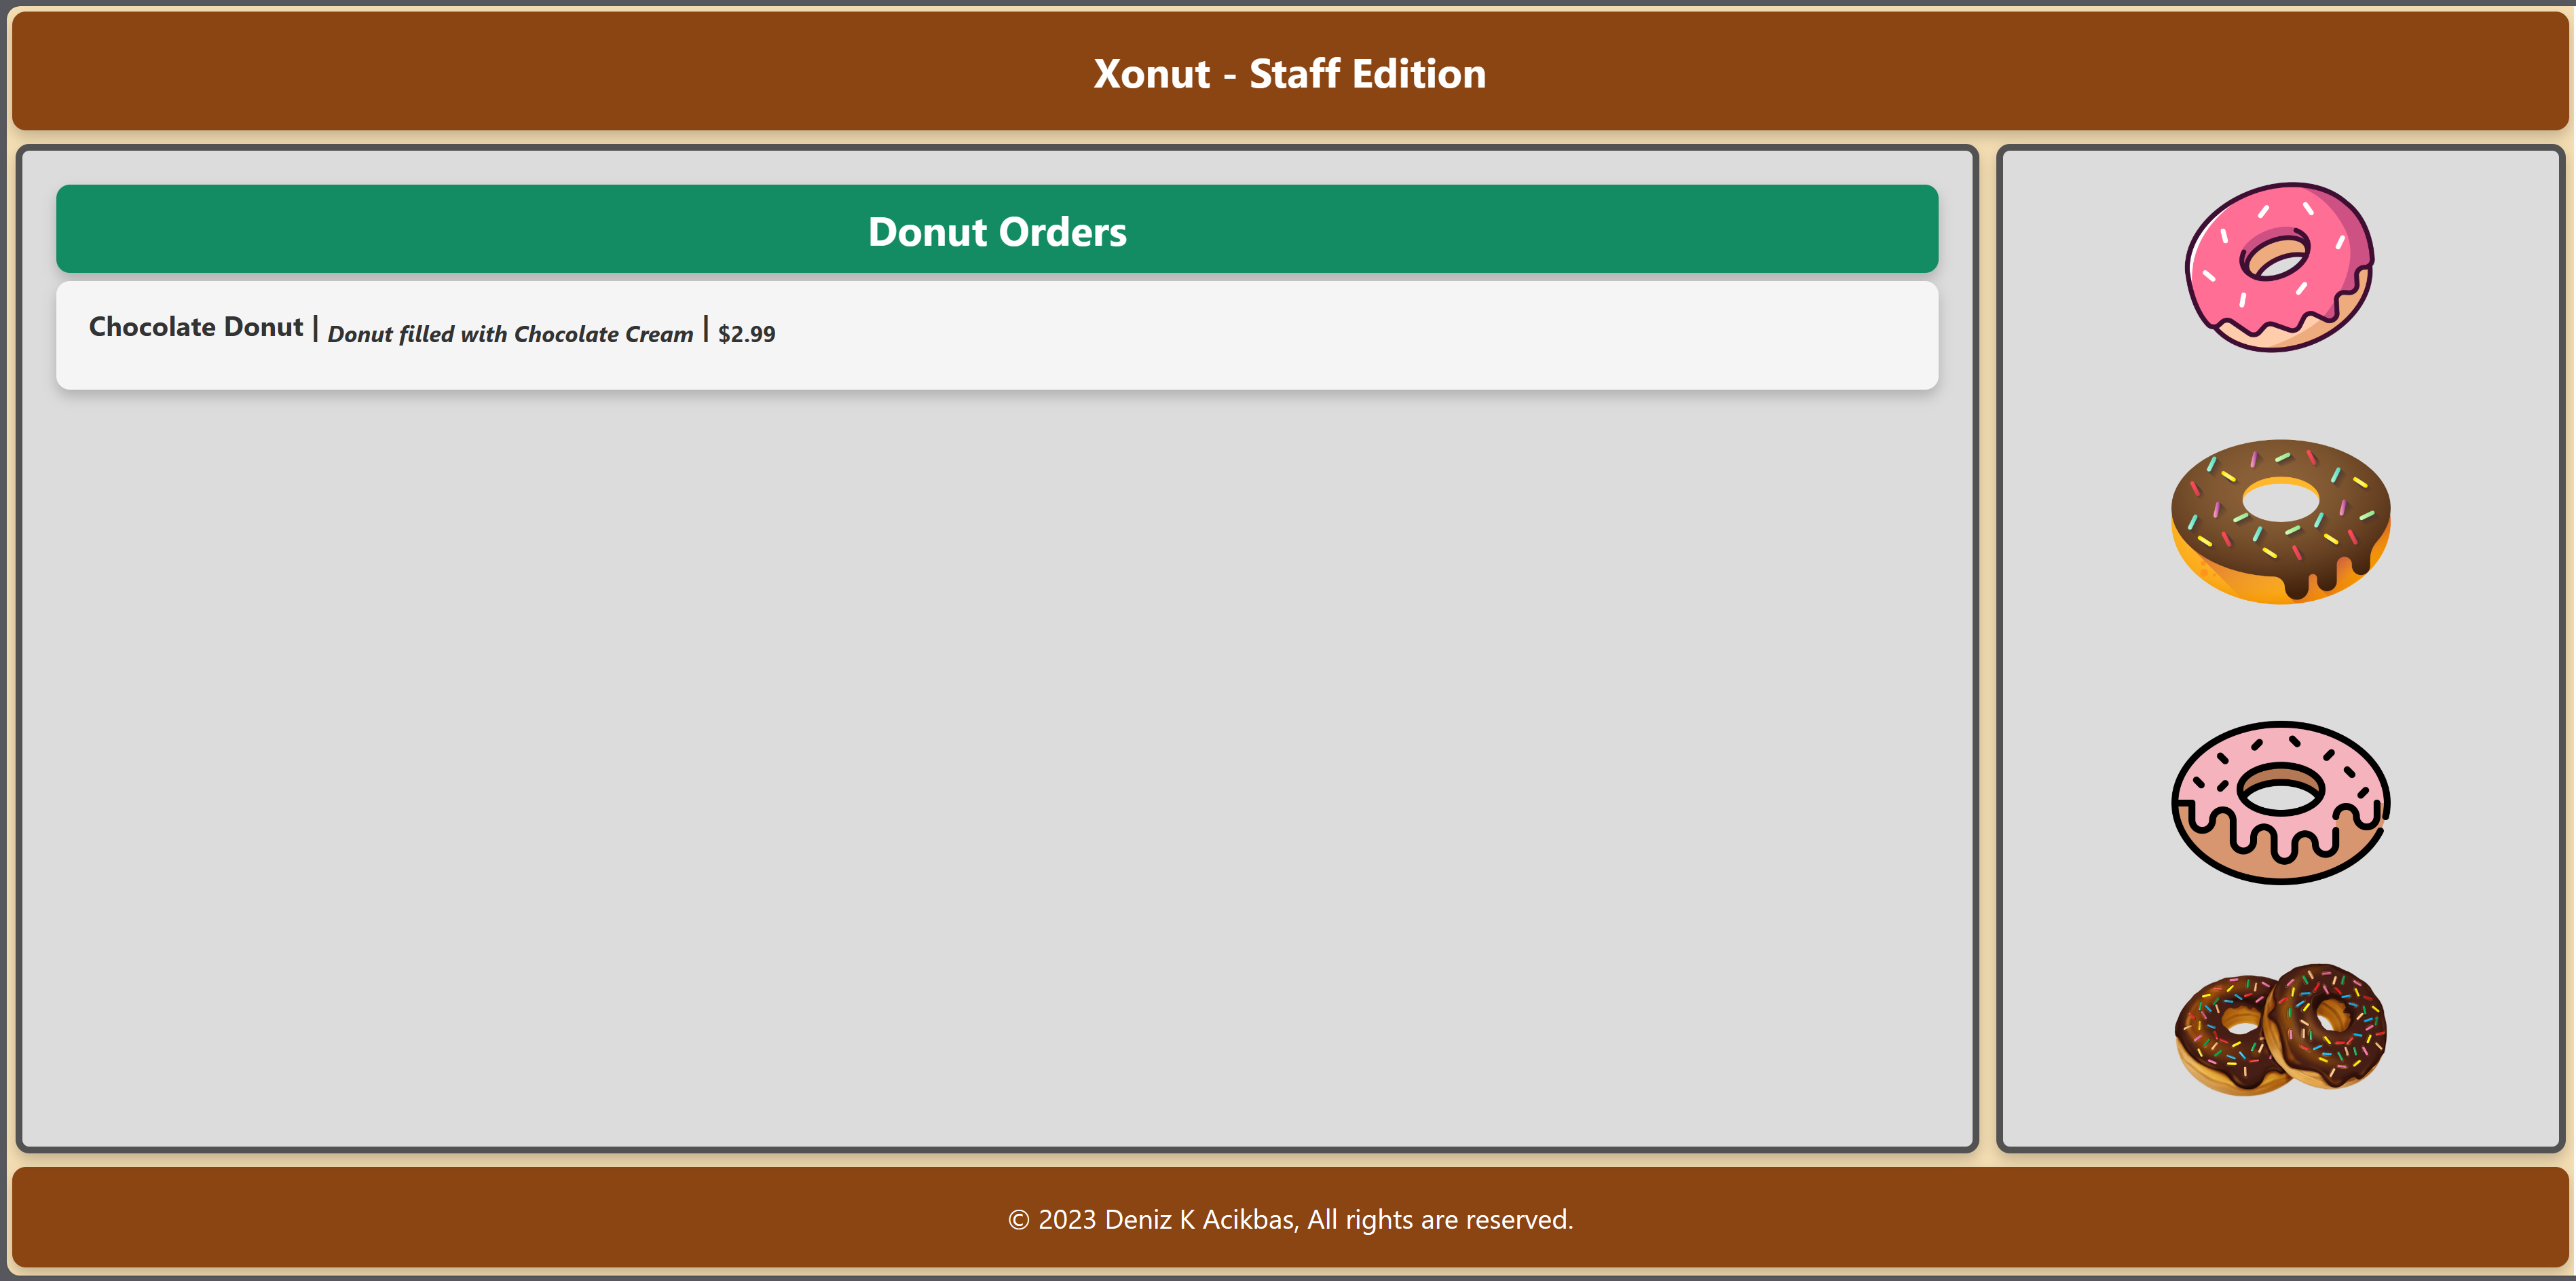 Xonut - Staff Edition
Donut Orders
Chocolate Donut | Donut filled with Chocolate Cream | $2.99
© 2023 Deniz K Acikbas, All rights are reserved.